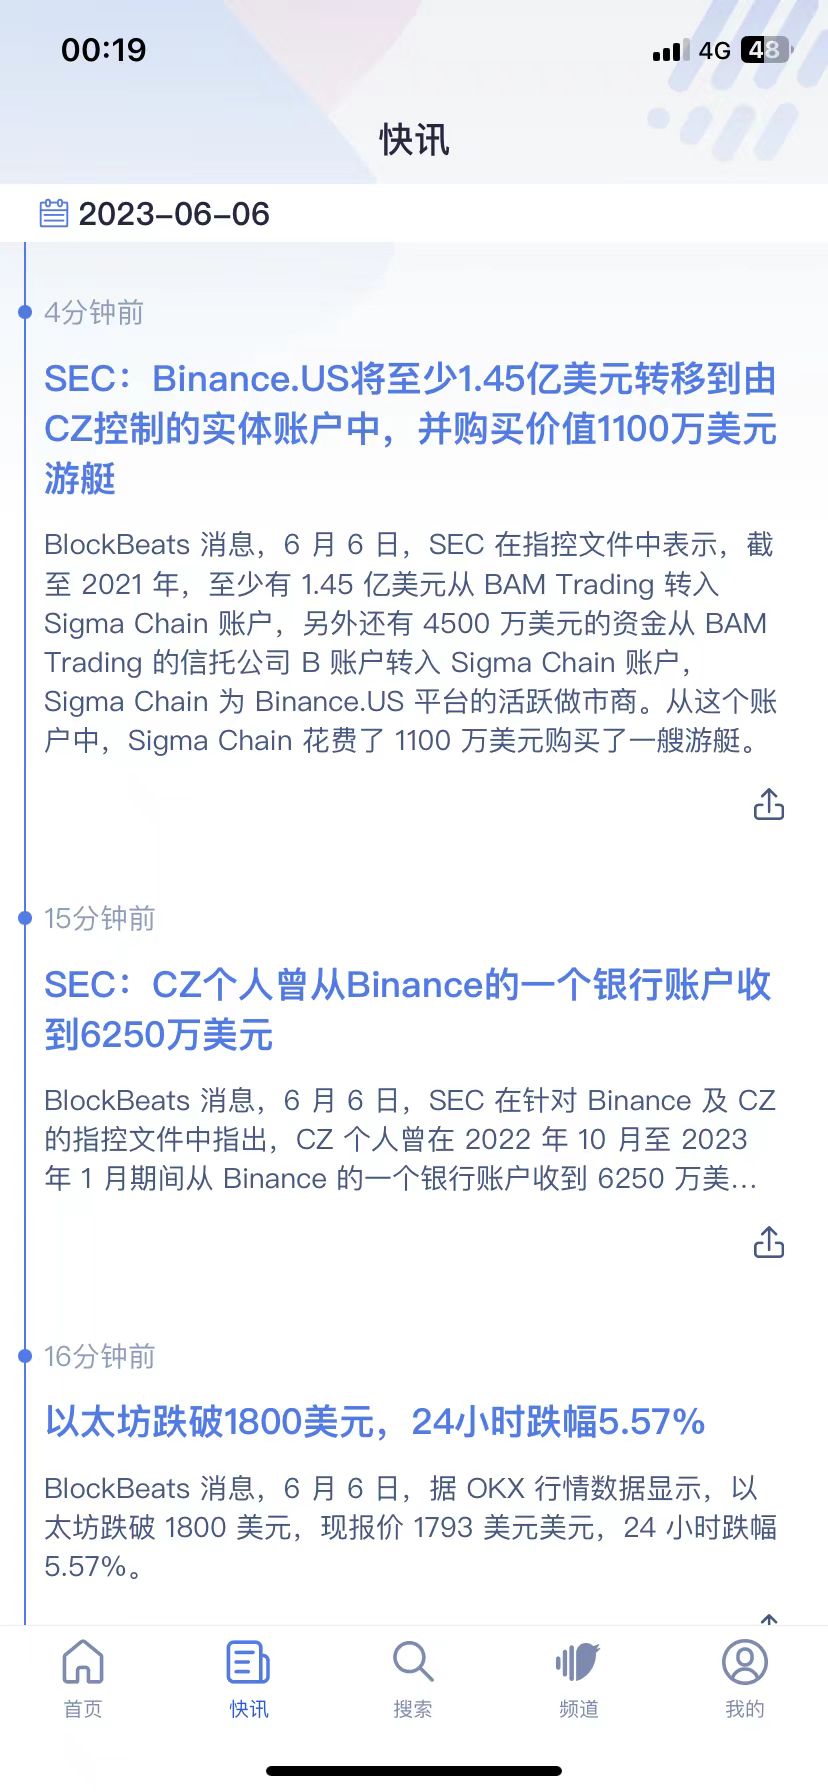 00:19
4G 48
快讯
2023-06-06
4分钟前
SEC：Binance.US将至少1.45亿美元转移到由
CZ控制的实体账户中，并购买价值1100万美元
游艇
BlockBeats 消息，6 月 6 日，SEC 在指控文件中表示，截
至 2021 年，至少有 1.45 亿美元从 BAM Trading 转入
Sigma Chain 账户，另外还有 4500 万美元的资金从 BAM
Trading 的信托公司 B 账户转入 Sigma Chain 账户，
Sigma Chain 为 Binance.US 平台的活跃做市商。从这个账
户中，Sigma Chain 花费了 1100 万美元购买了一艘游艇。
15分钟前
SEC：CZ个人曾从Binance的一个银行账户收
到6250万美元
BlockBeats 消息，6 月 6 日，SEC 在针对 Binance 及 CZ
的指控文件中指出，CZ 个人曾在 2022 年 10 月至 2023
年 1 月期间从 Binance 的一个银行账户收到 6250 万美...
16分钟前
以太坊跌破1800美元，24小时跌幅5.57%
BlockBeats 消息，6 月 6 日，据 OKX 行情数据显示，以
太坊跌破 1800 美元，现报价 1793 美元美元，24 小时跌幅
5.57%。
首页 快讯 搜索 频道 我的